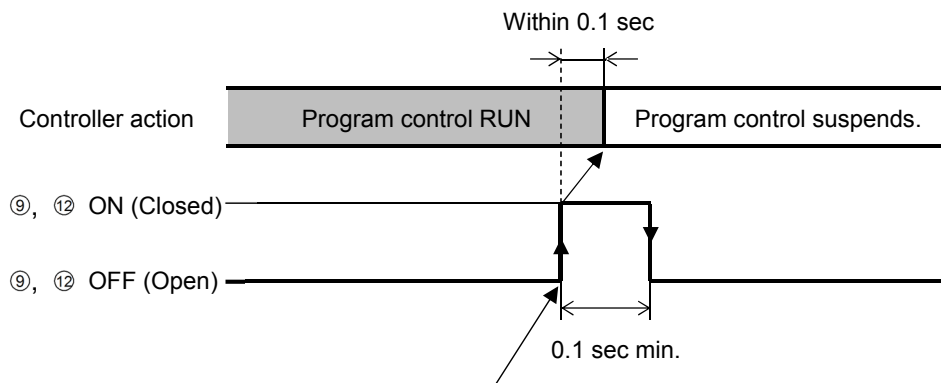 Within 0.1 sec
Controller action
Program control RUN
Program control suspends.
⑨, ⑫ ON (Closed)
⑨, ⑫ OFF (Open)
0.1 sec min.